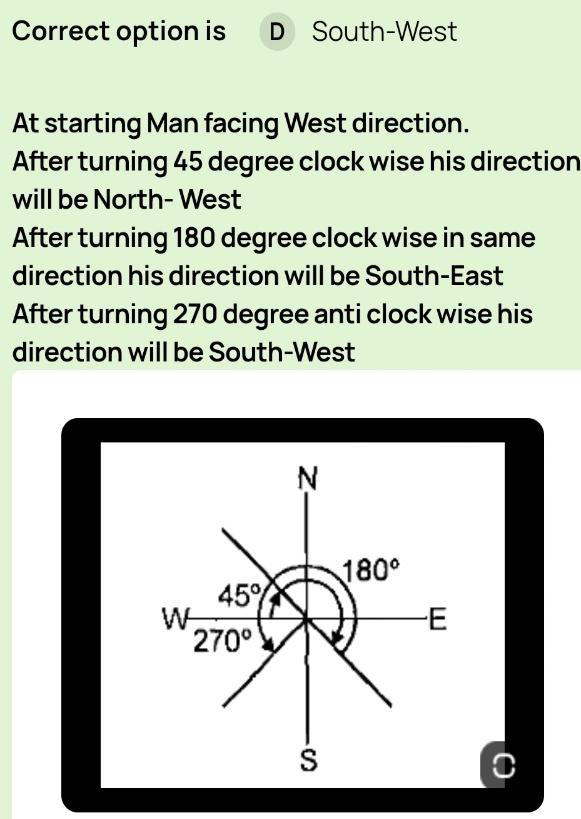 Correct option is D South-West
At starting Man facing West direction.
After turning 45 degree clock wise his direction
will be North- West
After turning 180 degree clock wise in same
direction his direction will be South-East
After turning 270 degree anti clock wise his
direction will be South-West
N
180°
45°
W
E
270°
S